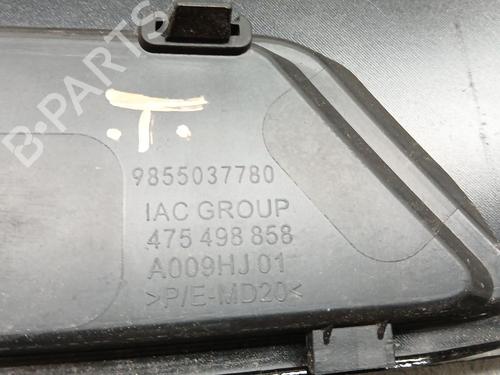 B-PARTS
.T.
9855037780
IAC GROUP
475 498 858
A009HJ 01
>P/E-MD20<